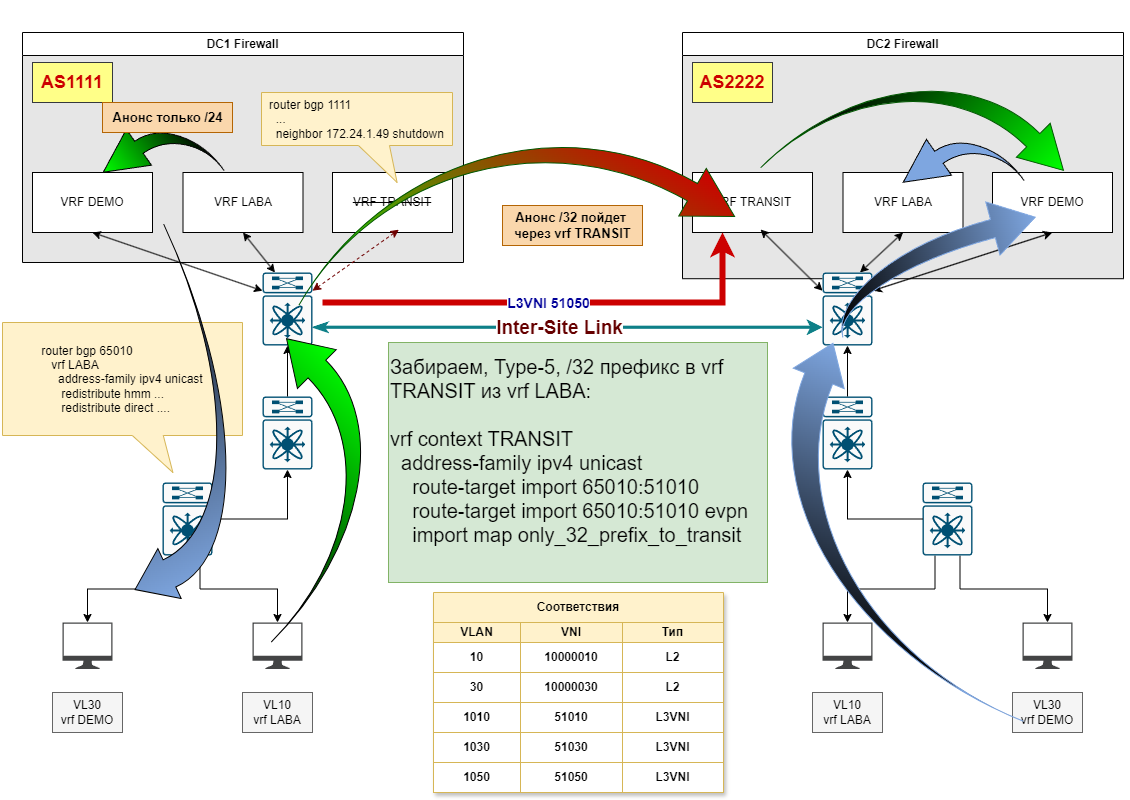 DC1 Firewall
AS1111
Анонс только /24
router bgp 1111
...
neighbor 172.24.1.49 shutdown
VRF DEMO
VRF LABA
VRF TRANSIT
DC2 Firewall
AS2222
VRF TRANSIT
VRF LABA
VRF DEMO
Анонс /32 пойдет
через vrf TRANSIT
L3VNI 51050
Inter-Site Link
router bgp 65010
vrf LABA
address-family ipv4 unicast
redistribute hmm ...
redistribute direct ....
Забираем, Type-5, /32 префикс в vrf
TRANSIT из vrf LABA:
vrf context TRANSIT
address-family ipv4 unicast
route-target import 65010:51010
route-target import 65010:51010 evpn
import map only_32_prefix_to_transit
Соответствия
VLAN VNI Тип
10 10000010 L2
30 10000030 L2
1010 51010 L3VNI
1030 51030 L3VNI
1050 51050 L3VNI
VL30
vrf DEMO
VL10
vrf LABA
VL10
vrf LABA
VL30
vrf DEMO